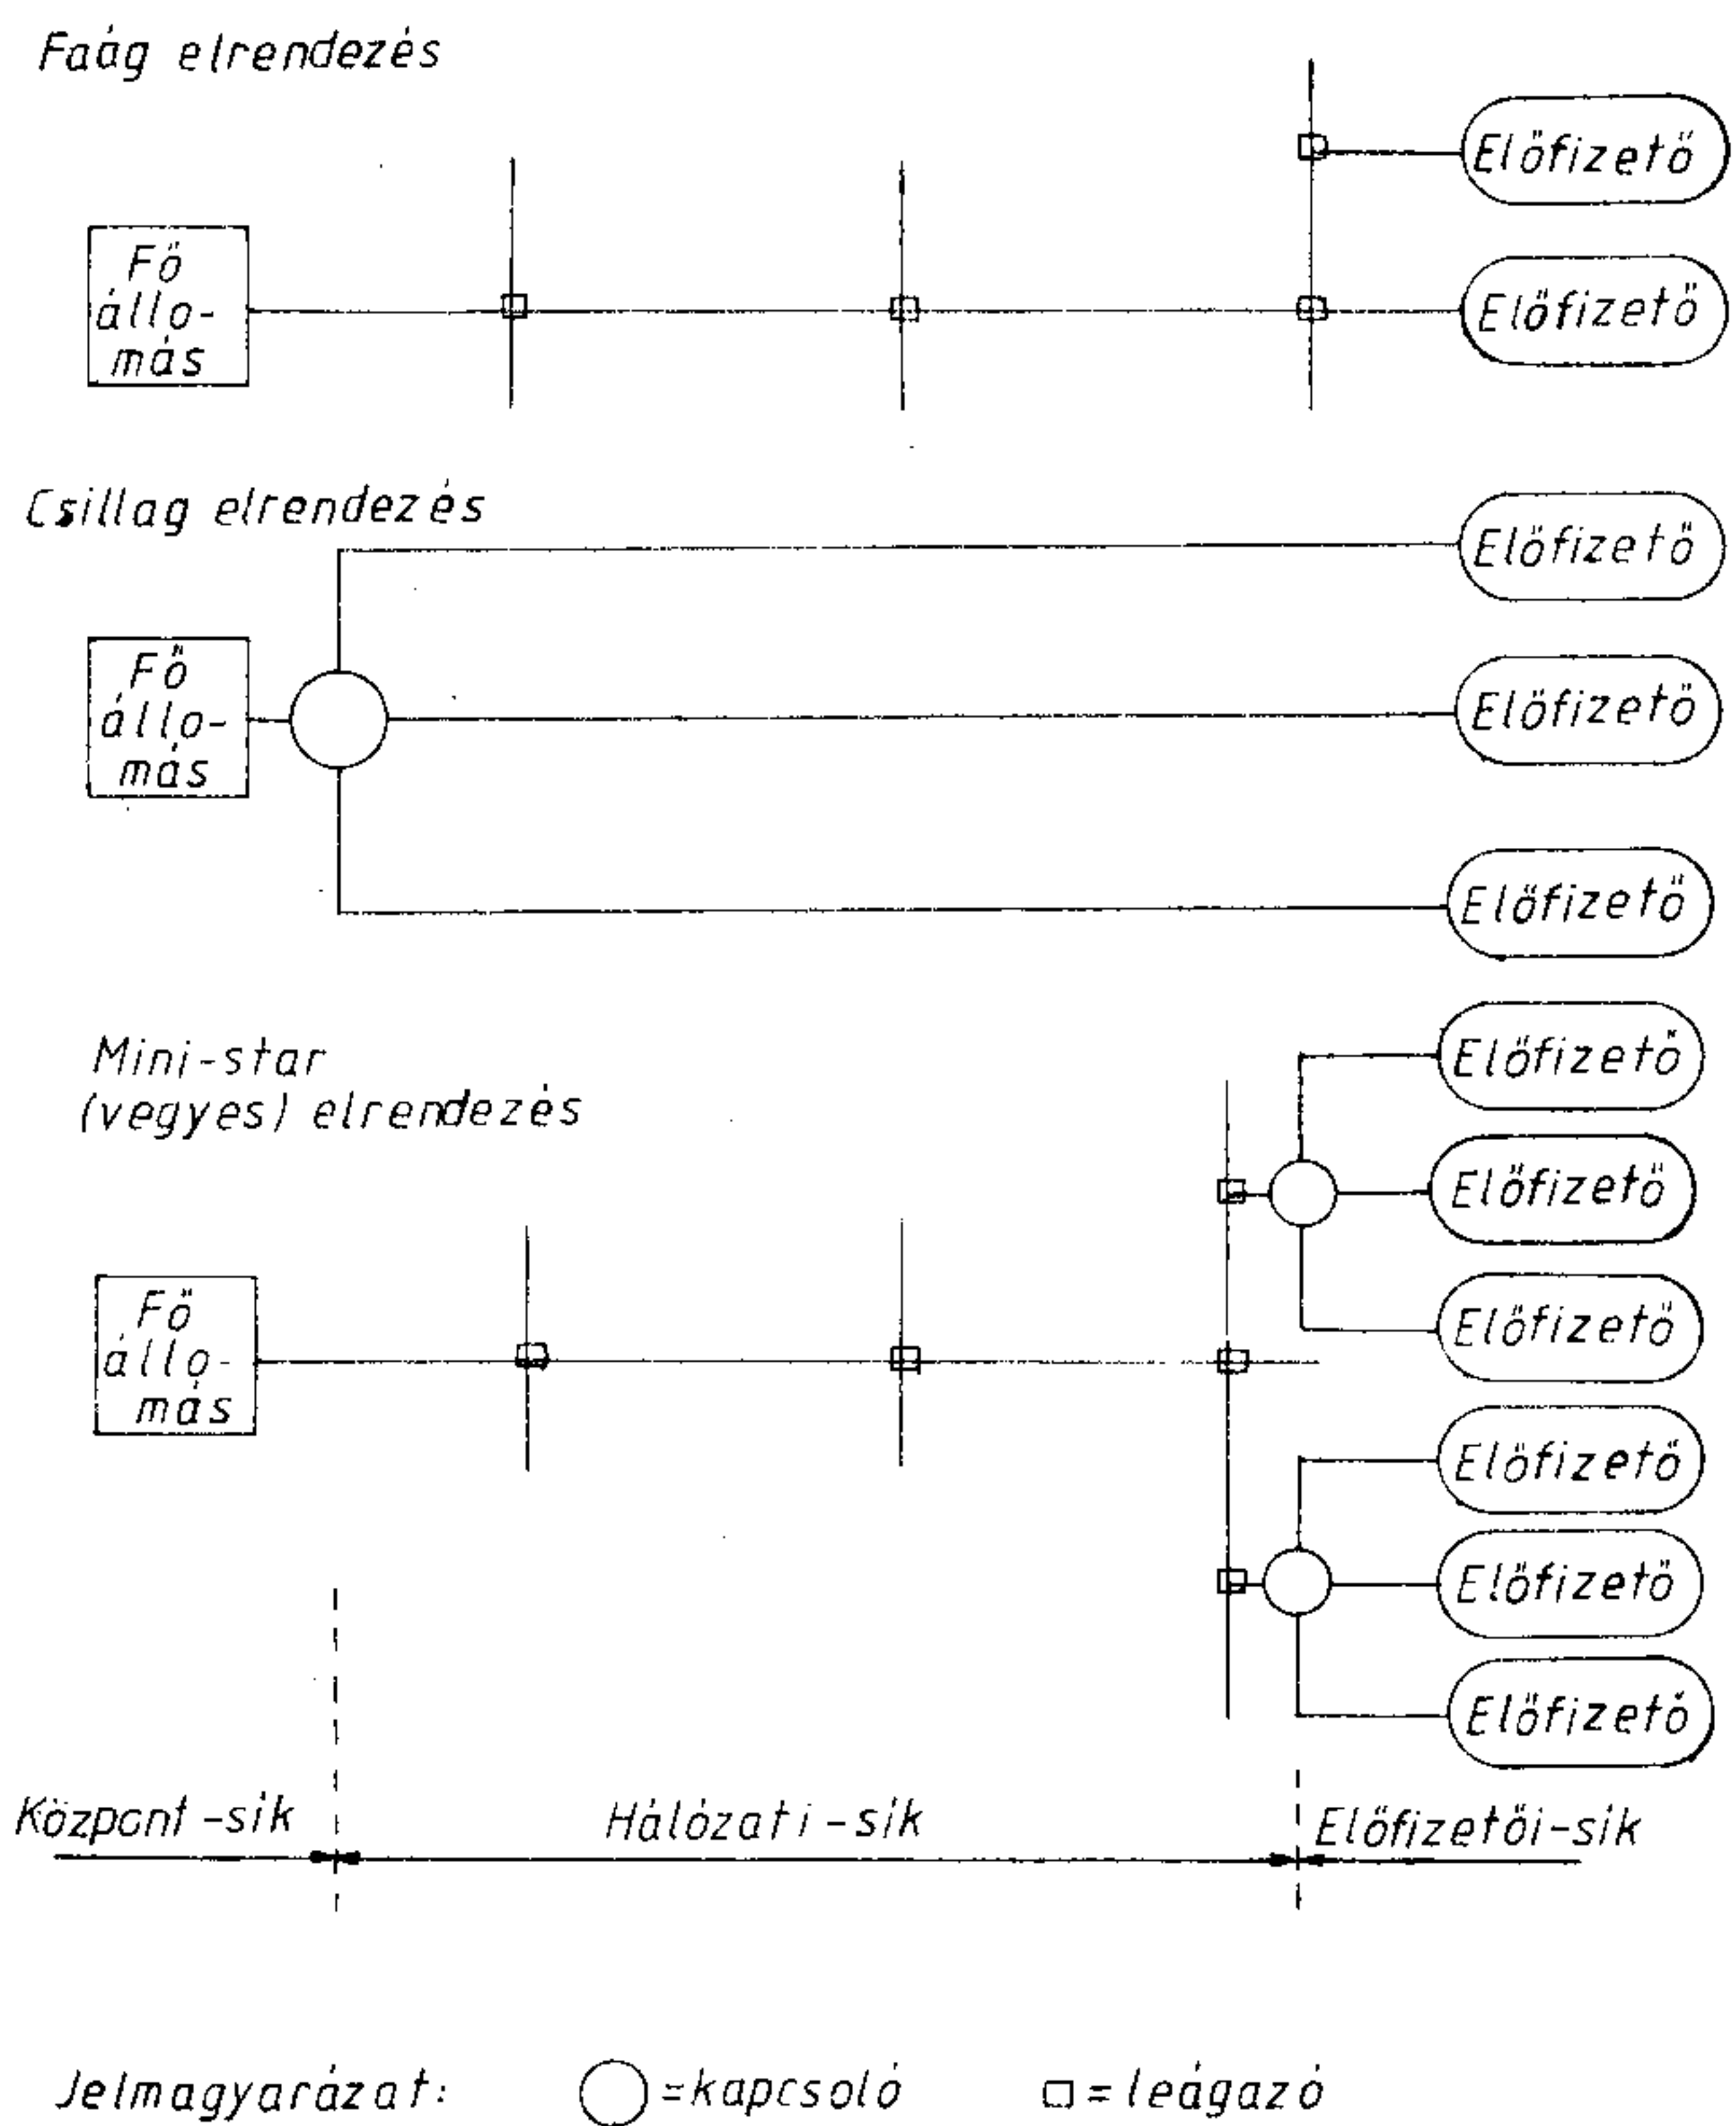 Faág elrendezés
Előfizető
Fő
állo-
más
Előfizető
Csillag elrendezés
Előfizető
Fő
állo-
más
Előfizető
Előfizető
Mini-star
(vegyes) elrendezés
Előfizető
Előfizető
Fő
állo-
más
Előfizető
Előfizető
Előfizető
Előfizető
Központ-sík
Hálózati-sík
Előfizetői-sík
Jelmagyarázat:
=kapcsoló
=leágazó